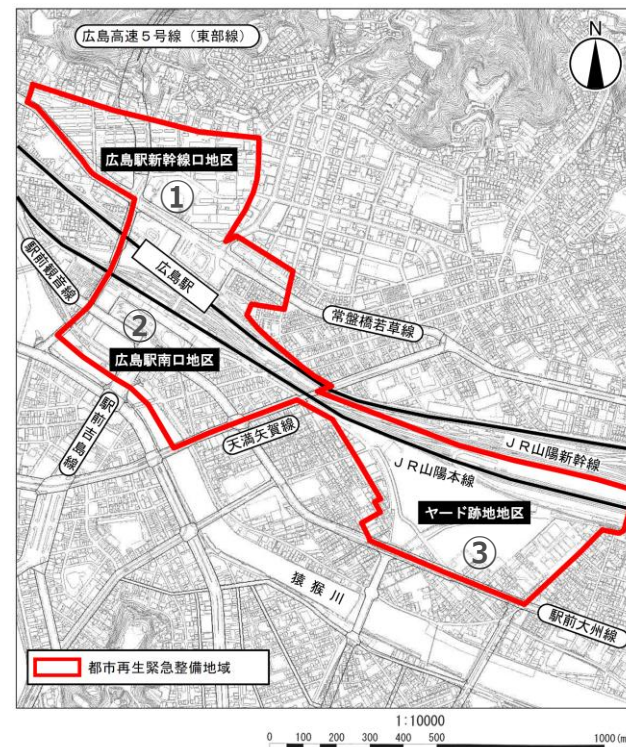 広島高速5号線（東部線）
N
広島駅新幹線口地区
①
広島駅
駅前観音線
②
常盤橋若草線
広島駅南口地区
駅前吉島線
天満矢賀線
JR山陽新幹線
JR山陽本線
ヤード跡地地区
③
猿猴川
駅前大州線
都市再生緊急整備地域
1:10000
0 100 200 300 400 500 1000(m)